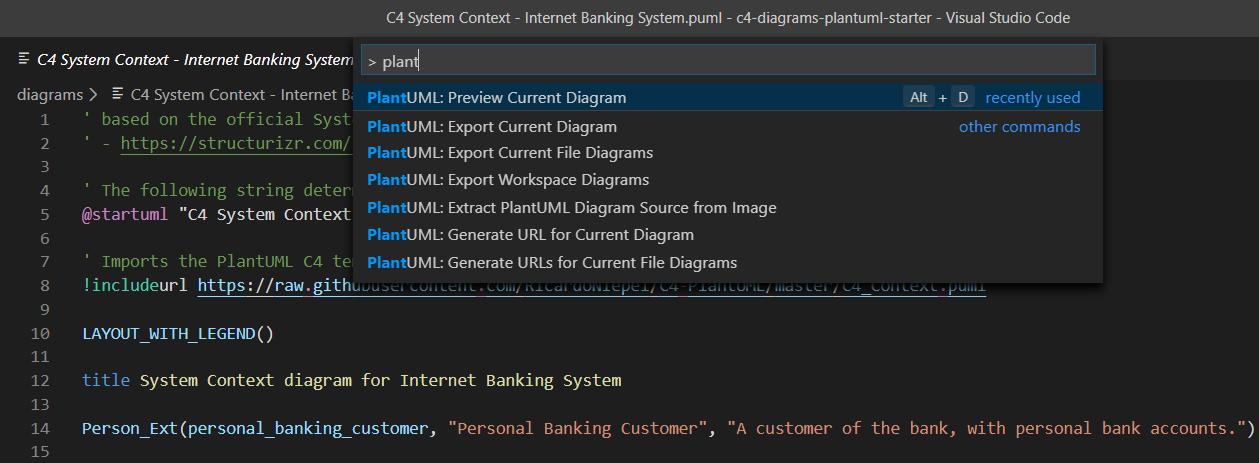 C4 System Context - Internet Banking System.puml - c4-diagrams-plantuml-starter - Visual Studio Code
C4 System Context - Internet Banking System
> plant
diagrams > C4 System Context - Internet Ba
PlantUML: Preview Current Diagram Alt + D recently used
PlantUML: Export Current Diagram other commands
PlantUML: Export Current File Diagrams
PlantUML: Export Workspace Diagrams
PlantUML: Extract PlantUML Diagram Source from Image
PlantUML: Generate URL for Current Diagram
PlantUML: Generate URLs for Current File Diagrams
1 ' based on the official Syst
2 ' - https://structurizr.com/
3
4 ' The following string deter
5 @startuml "C4 System Context
6
7 ' Imports the PlantUML C4 te
8 !includeurl https://raw.githubusercontent.com/RicardoNiepel/C4-PlantUML/master/C4_Context.puml
9
10 LAYOUT_WITH_LEGEND()
11
12 title System Context diagram for Internet Banking System
13
14 Person_Ext(personal_banking_customer, "Personal Banking Customer", "A customer of the bank, with personal bank accounts.")
15